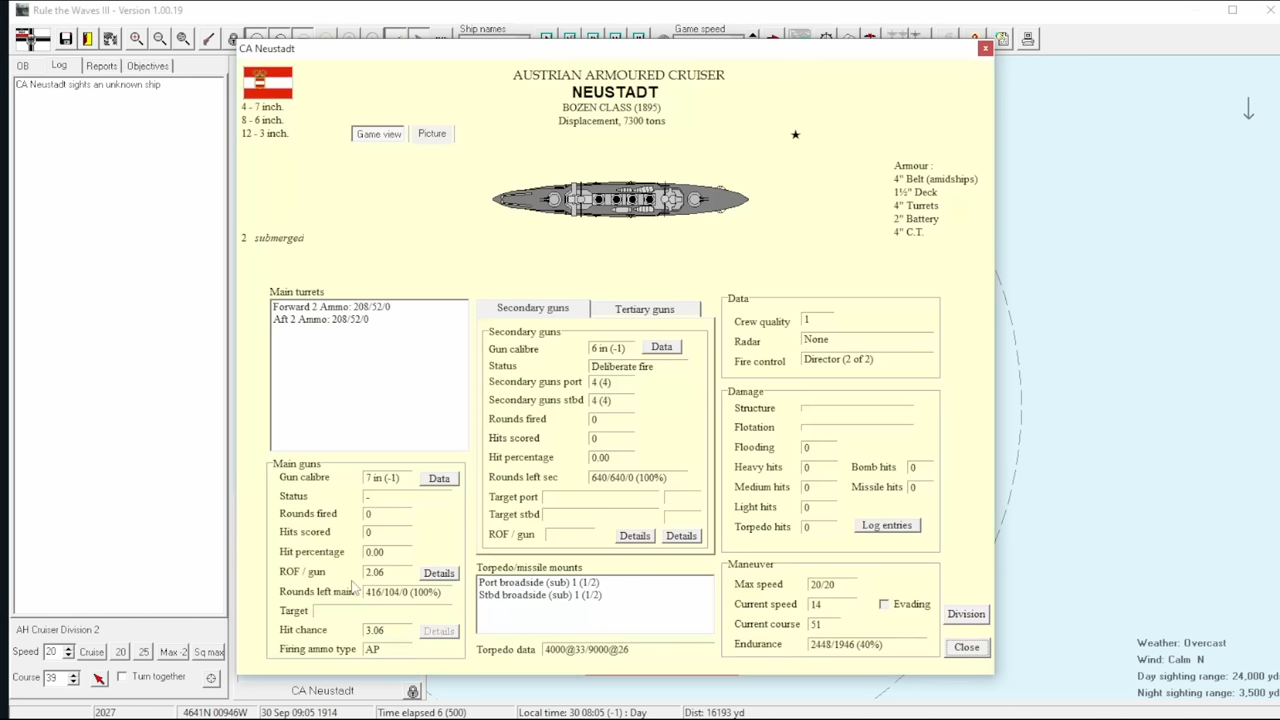 Rule the Waves III - Version 1.00.19
Ship names
Game speed
OB Log Reports Objectives
CA Neustadt sights an unknown ship
CA Neustadt
x
AUSTRIAN ARMOURED CRUISER
NEUSTADT
BOZEN CLASS (1895)
Displacement, 7300 tons
4 - 7 inch.
8 - 6 inch.
12 - 3 inch.
Game view Picture
Armour :
4" Belt (amidships)
1½" Deck
4" Turrets
2" Battery
4" C.T.
2 submerged
Main turrets
Forward 2 Ammo: 208/52/0
Aft 2 Ammo: 208/52/0
Main guns
Gun calibre 7 in (-1) Data
Status -
Rounds fired 0
Hits scored 0
Hit percentage 0.00
ROF / gun 2.06 Details
Rounds left main 416/104/0 (100%)
Target
Hit chance 3.06 Details
Firing ammo type AP
Secondary guns Tertiary guns
Secondary guns
Gun calibre 6 in (-1) Data
Status Deliberate fire
Secondary guns port 4 (4)
Secondary guns stbd 4 (4)
Rounds fired 0
Hits scored 0
Hit percentage 0.00
Rounds left sec 640/640/0 (100%)
Target port
Target stbd
ROF / gun Details Details
Torpedo/missile mounts
Port broadside (sub) 1 (1/2)
Stbd broadside (sub) 1 (1/2)
Torpedo data 4000@33/9000@26
Data
Crew quality 1
Radar None
Fire control Director (2 of 2)
Damage
Structure
Flotation
Flooding 0
Heavy hits 0 Bomb hits 0
Medium hits 0 Missile hits 0
Light hits 0
Torpedo hits 0 Log entries
Maneuver
Max speed 20/20
Current speed 14 Evading
Current course 51
Endurance 2448/1946 (40%)
Division
Close
AH Cruiser Division 2
Speed 20 Cruise 20 25 Max -2 Sq max
Course 39 Turn together
CA Neustadt
Weather: Overcast
Wind: Calm N
Day sighting range: 24,000 yd
Night sighting range: 3,500 yd
2027 4641N 00946W 30 Sep 09:05 1914 Time elapsed 6 (500) Local time: 30 08:05 (-1) : Day Dist: 16193 yd